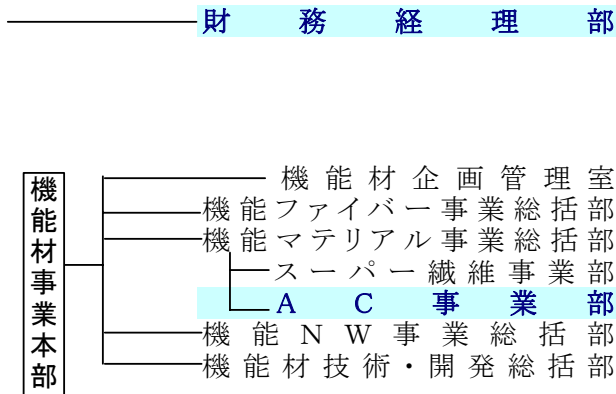 財務経理部
機能材事業本部
機能材企画管理室
機能ファイバー事業総括部
機能マテリアル事業総括部
スーパー繊維事業部
AC事業部
機能NW事業総括部
機能材技術・開発総括部